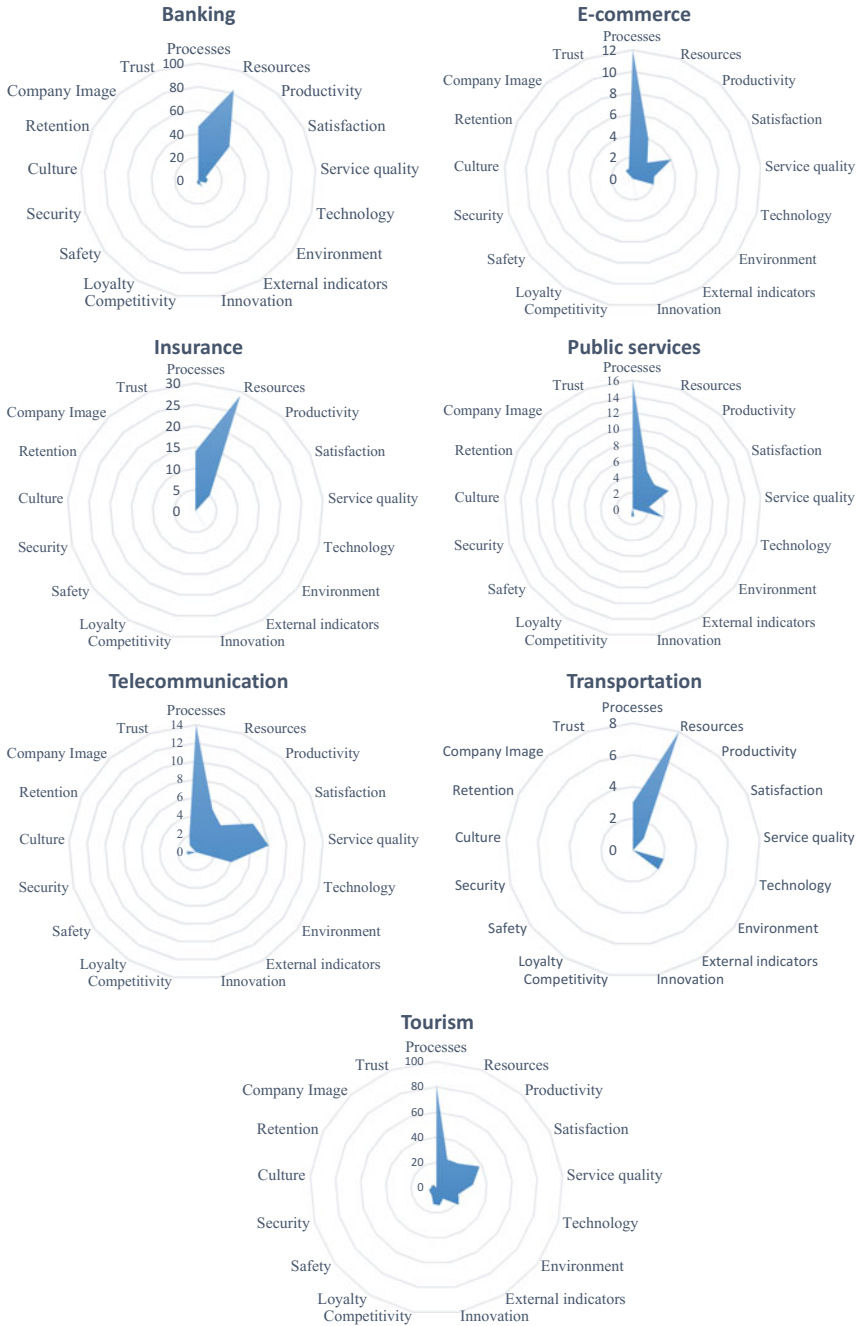 Banking
Processes
Resources
Productivity
Satisfaction
Service quality
Technology
Environment
External indicators
Innovation
Competitivity
Loyalty
Safety
Security
Culture
Retention
Company Image
Trust
100
80
60
40
20
0
E-commerce
Processes
Resources
Productivity
Satisfaction
Service quality
Technology
Environment
External indicators
Innovation
Competitivity
Loyalty
Safety
Security
Culture
Retention
Company Image
Trust
12
10
8
6
4
2
0
Insurance
Processes
Resources
Productivity
Satisfaction
Service quality
Technology
Environment
External indicators
Innovation
Competitivity
Loyalty
Safety
Security
Culture
Retention
Company Image
Trust
30
25
20
15
10
5
0
Public services
Processes
Resources
Productivity
Satisfaction
Service quality
Technology
Environment
External indicators
Innovation
Competitivity
Loyalty
Safety
Security
Culture
Retention
Company Image
Trust
16
14
12
10
8
6
4
2
0
Telecommunication
Processes
Resources
Productivity
Satisfaction
Service quality
Technology
Environment
External indicators
Innovation
Competitivity
Loyalty
Safety
Security
Culture
Retention
Company Image
Trust
14
12
10
8
6
4
2
0
Transportation
Processes
Resources
Productivity
Satisfaction
Service quality
Technology
Environment
External indicators
Innovation
Competitivity
Loyalty
Safety
Security
Culture
Retention
Company Image
Trust
8
6
4
2
0
Tourism
Processes
Resources
Productivity
Satisfaction
Service quality
Technology
Environment
External indicators
Innovation
Competitivity
Loyalty
Safety
Security
Culture
Retention
Company Image
Trust
100
80
60
40
20
0